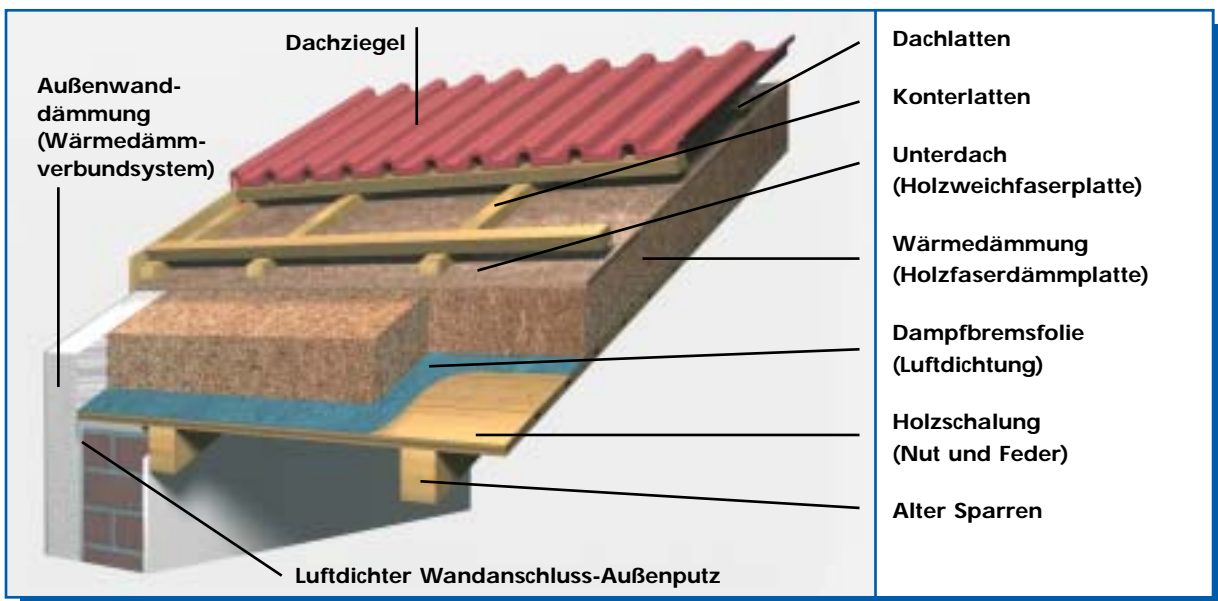 Dachziegel
Außenwand-
dämmung
(Wärmedämm-
verbundsystem)
Luftdichter Wandanschluss-Außenputz
Dachlatten
Konterlatten
Unterdach
(Holzweichfaserplatte)
Wärmedämmung
(Holzfaserdämmplatte)
Dampfbremsfolie
(Luftdichtung)
Holzschalung
(Nut und Feder)
Alter Sparren